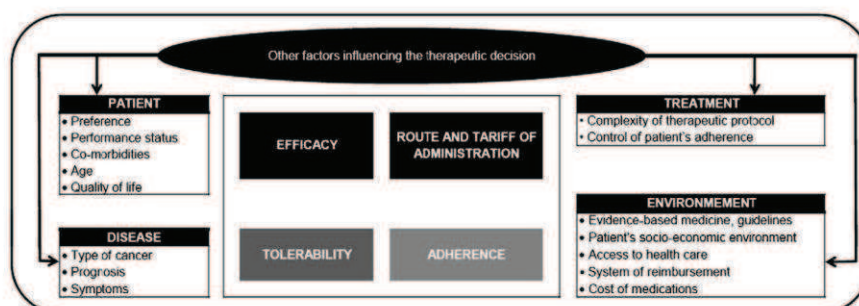 Other factors influencing the therapeutic decision
PATIENT
• Preference
• Performance status
• Co-morbidities
• Age
• Quality of life
DISEASE
• Type of cancer
• Prognosis
• Symptoms
EFFICACY
ROUTE AND TARIFF OF
ADMINISTRATION
TOLERABILITY
ADHERENCE
TREATMENT
• Complexity of therapeutic protocol
• Control of patient's adherence
ENVIRONMEMENT
• Evidence-based medicine, guidelines
• Patient's socio-economic environment
• Access to health care
• System of reimbursement
• Cost of medications